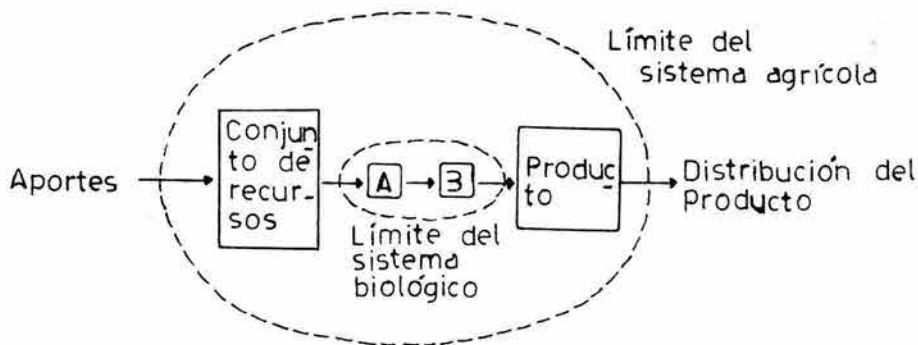 Límite del
sistema agrícola
Aportes
Conjun
to de
recur-
sos
A
B
Produc
to
Distribución del
Producto
Límite del
sistema
biológico